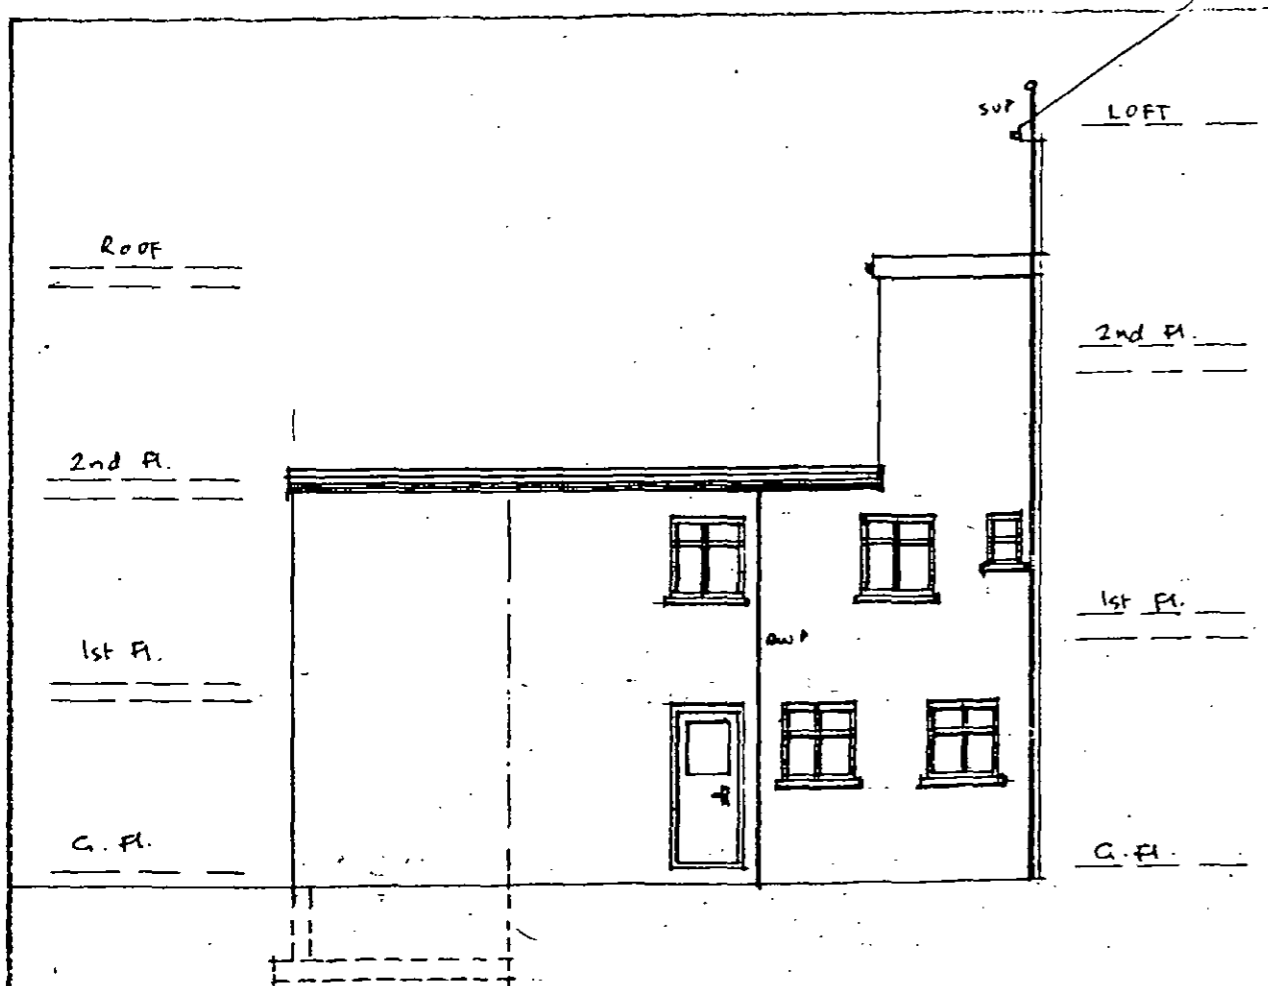 SVP
LOFT
ROOF
2nd Fl.
2nd Fl.
1st Fl.
RWP
1st Fl.
G. Fl.
G. Fl.